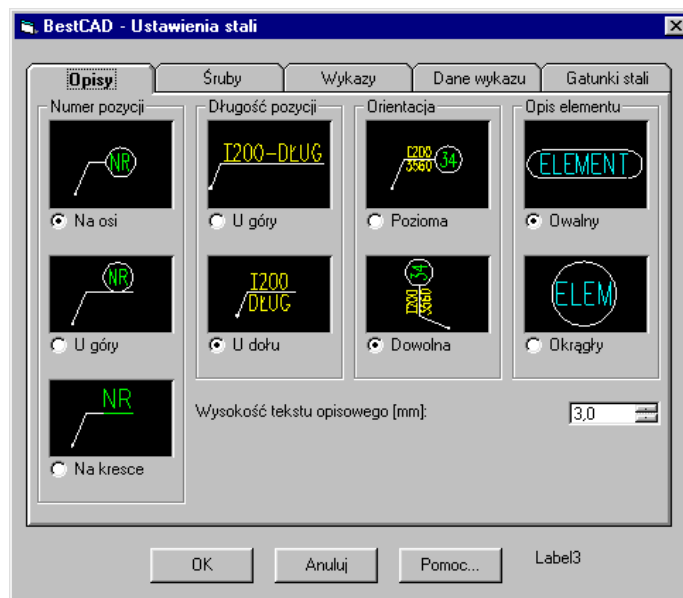 BestCAD - Ustawienia stali
Opisy Śruby Wykazy Dane wykazu Gatunki stali
Numer pozycji Długość pozycji Orientacja Opis elementu
NR I200-DŁUG I200 3560 34 ELEMENT
Na osi U góry Pozioma Owalny
NR I200 DŁUG I200 3560 34 ELEM
U góry U dołu Dowolna Okrągły
NR
Na kresce
Wysokość tekstu opisowego [mm]: 3,0
OK Anuluj Pomoc... Label3